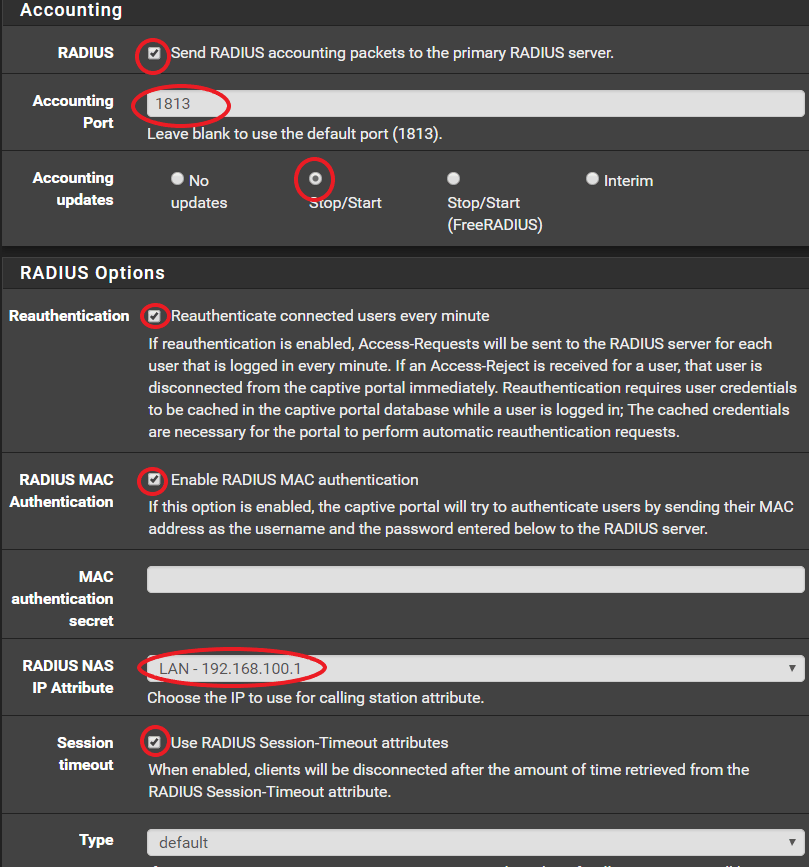 Accounting
RADIUS
Send RADIUS accounting packets to the primary RADIUS server.
Accounting
Port
1813
Leave blank to use the default port (1813).
Accounting
updates
No
updates
Stop/Start
Stop/Start
(FreeRADIUS)
Interim
RADIUS Options
Reauthentication
Reauthenticate connected users every minute
If reauthentication is enabled, Access-Requests will be sent to the RADIUS server for each
user that is logged in every minute. If an Access-Reject is received for a user, that user is
disconnected from the captive portal immediately. Reauthentication requires user credentials
to be cached in the captive portal database while a user is logged in; The cached credentials
are necessary for the portal to perform automatic reauthentication requests.
RADIUS MAC
Authentication
Enable RADIUS MAC authentication
If this option is enabled, the captive portal will try to authenticate users by sending their MAC
address as the username and the password entered below to the RADIUS server.
MAC
authentication
secret
RADIUS NAS
IP Attribute
LAN - 192.168.100.1
Choose the IP to use for calling station attribute.
Session
timeout
Use RADIUS Session-Timeout attributes
When enabled, clients will be disconnected after the amount of time retrieved from the
RADIUS Session-Timeout attribute.
Type
default